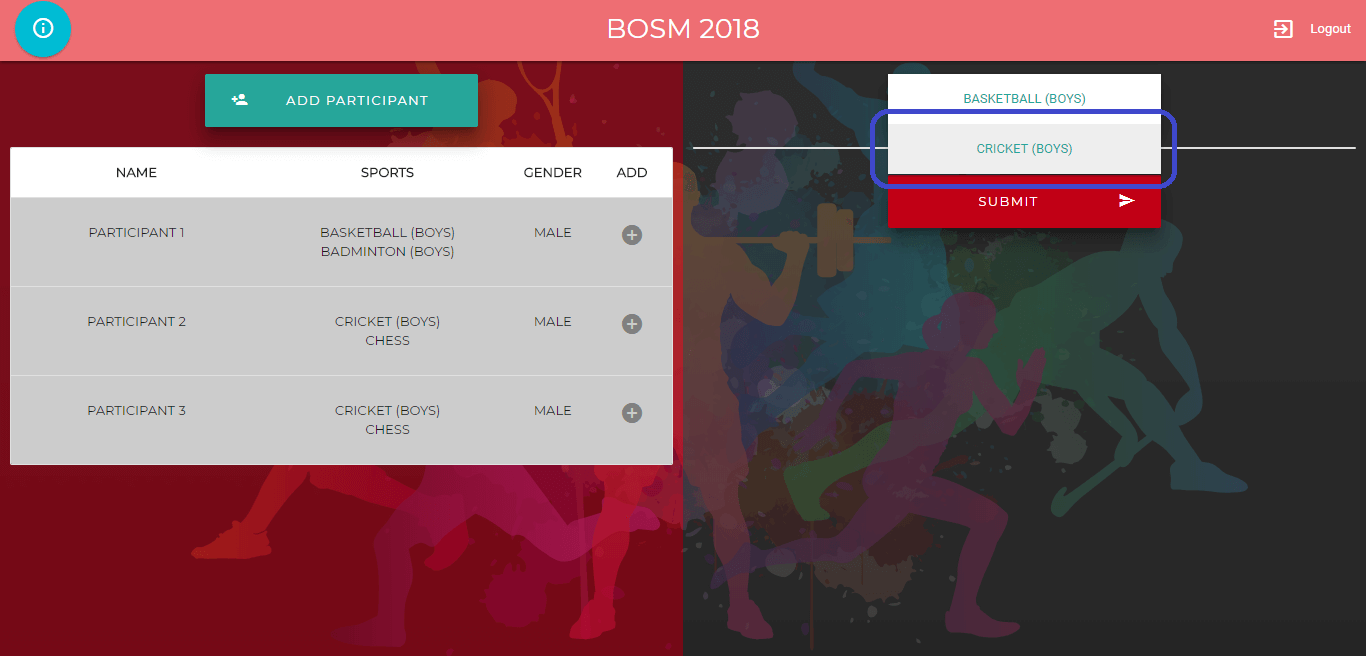 BOSM 2018
Logout
ADD PARTICIPANT
NAME SPORTS GENDER ADD
PARTICIPANT 1 BASKETBALL (BOYS) MALE
BADMINTON (BOYS)
PARTICIPANT 2 CRICKET (BOYS) MALE
CHESS
PARTICIPANT 3 CRICKET (BOYS) MALE
CHESS
BASKETBALL (BOYS)
CRICKET (BOYS)
SUBMIT